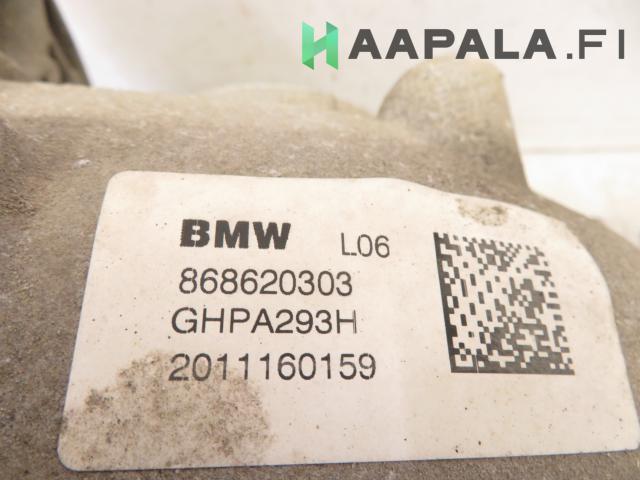 HAAPALA.FI
BMW L06
868620303
GHPA293H
2011160159